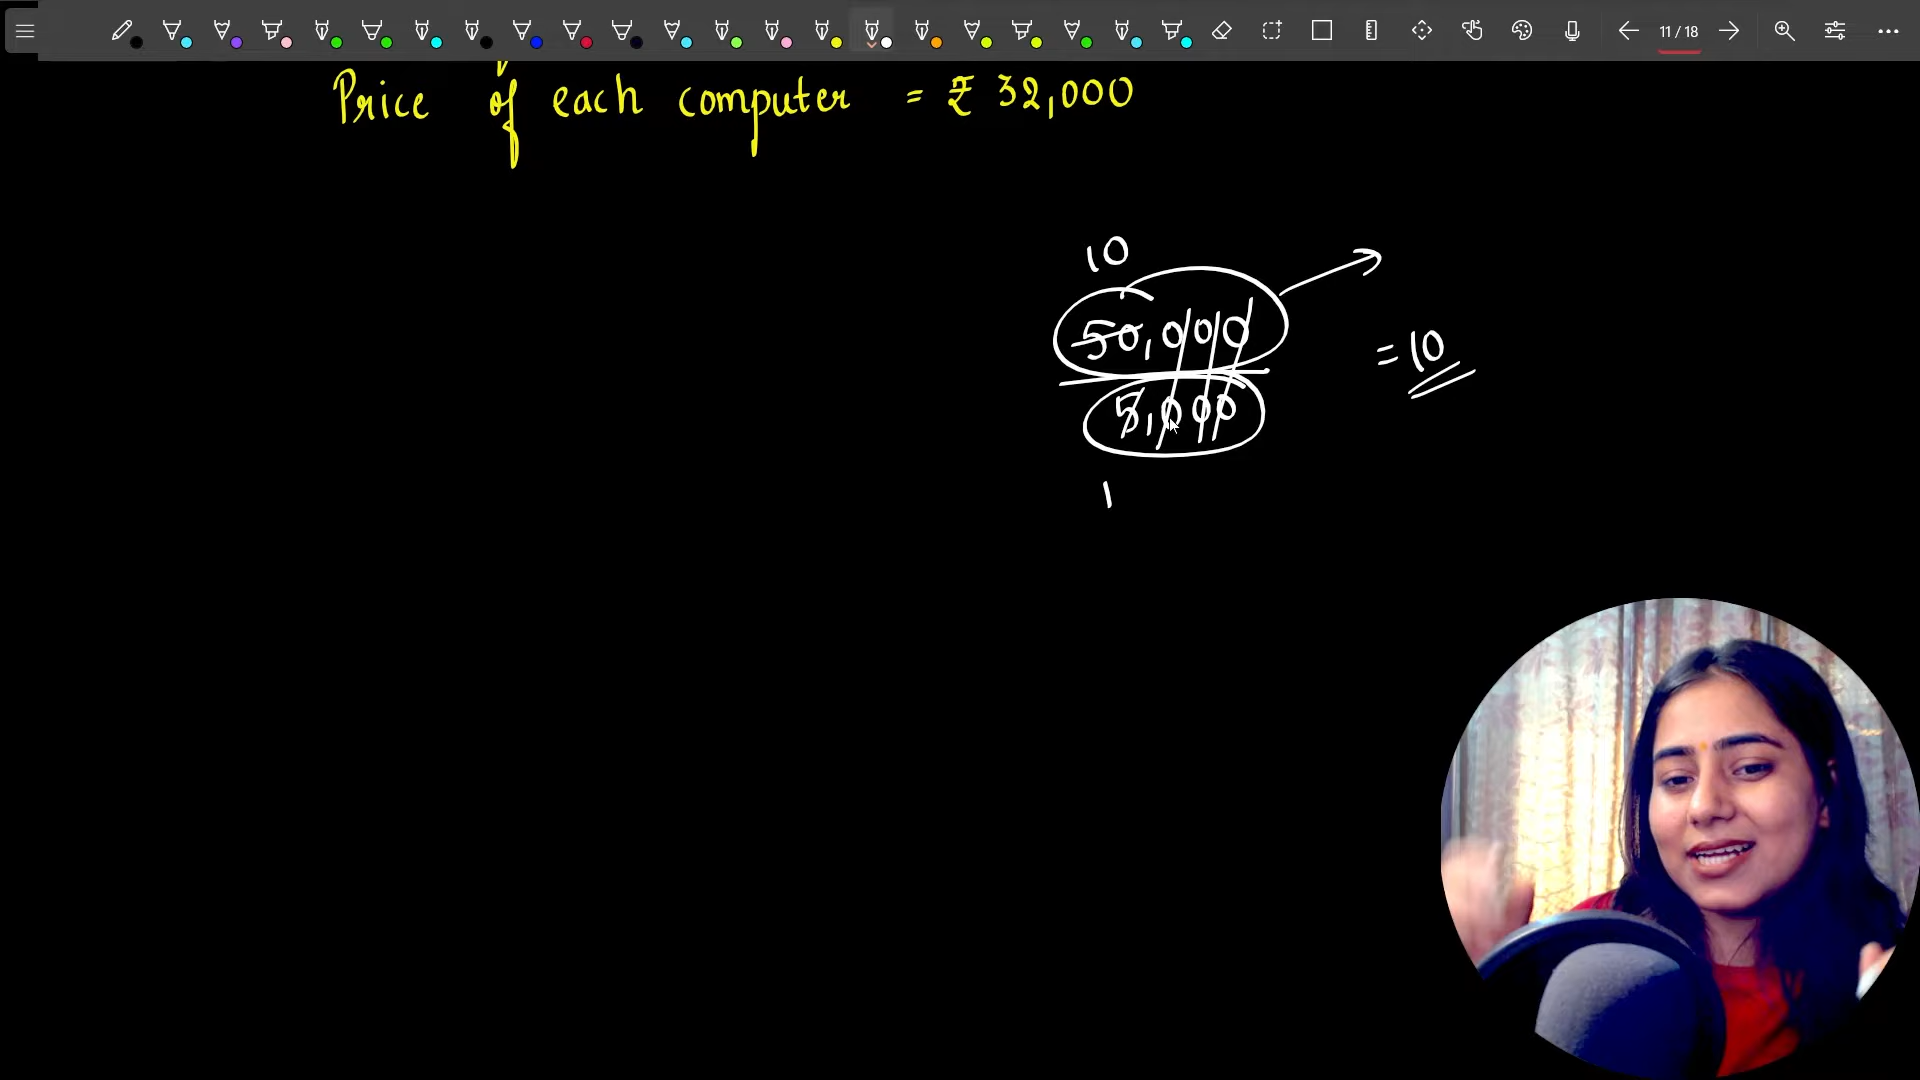 11 / 18
Price of each computer = ₹ 32,000
10
50,000
5,000
= 10
1